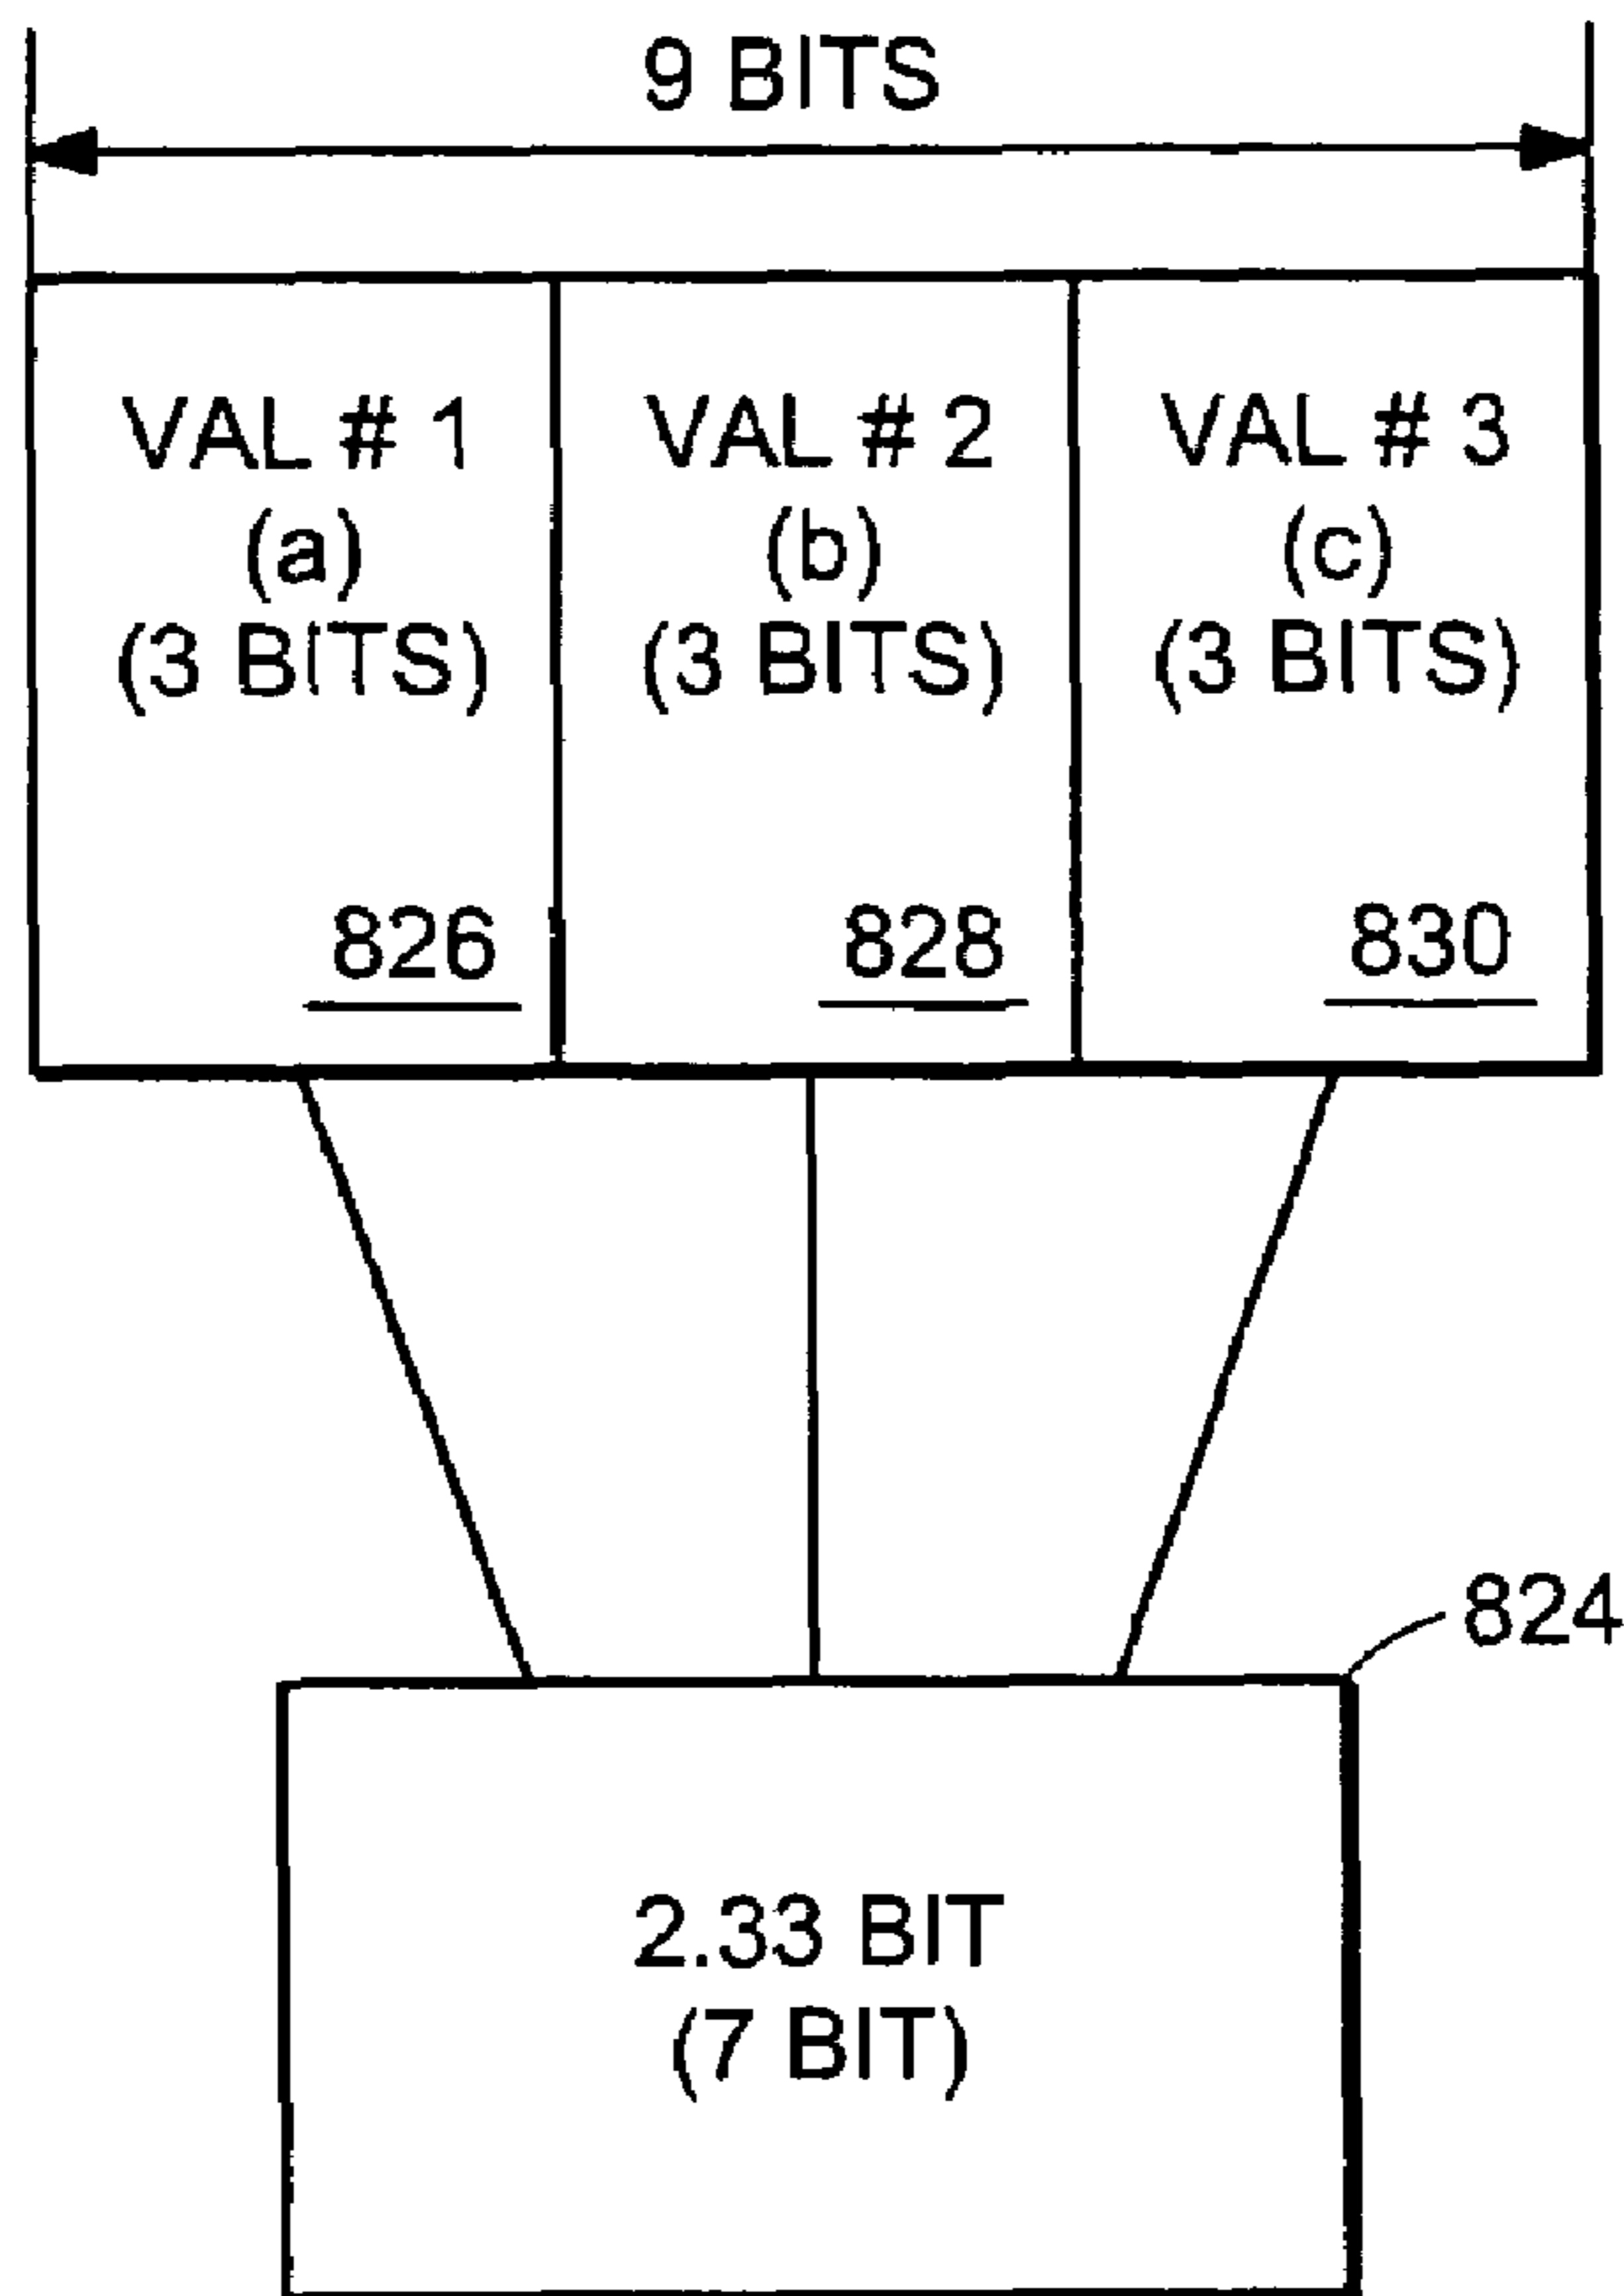 9 BITS
VAL # 1
(a)
(3 BITS)
826
VAL # 2
(b)
(3 BITS)
828
VAL # 3
(c)
(3 BITS)
830
824
2.33 BIT
(7 BIT)